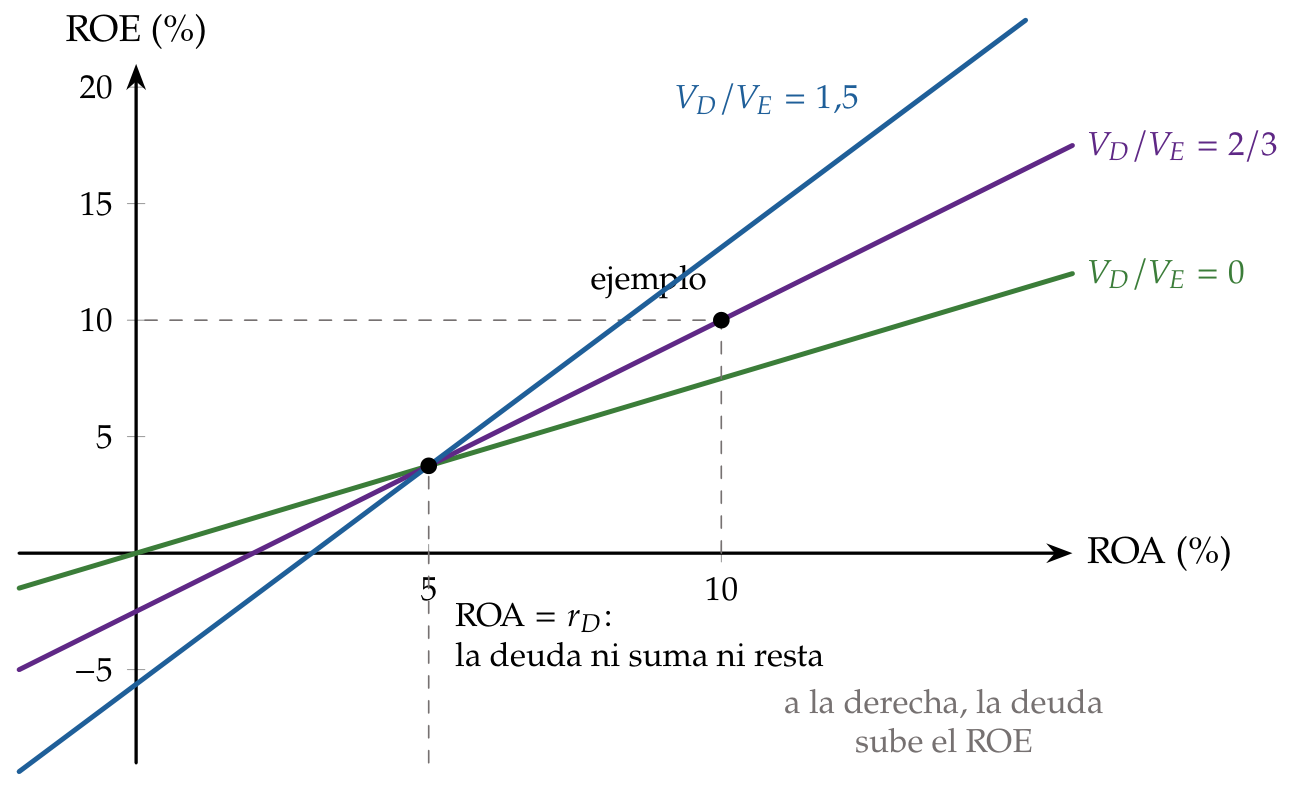 ROE (%)
20
V_D/V_E = 1,5
V_D/V_E = 2/3
15
ejemplo
V_D/V_E = 0
10
5
ROA (%)
5
10
ROA = r_D:
la deuda ni suma ni resta
−5
a la derecha, la deuda
sube el ROE